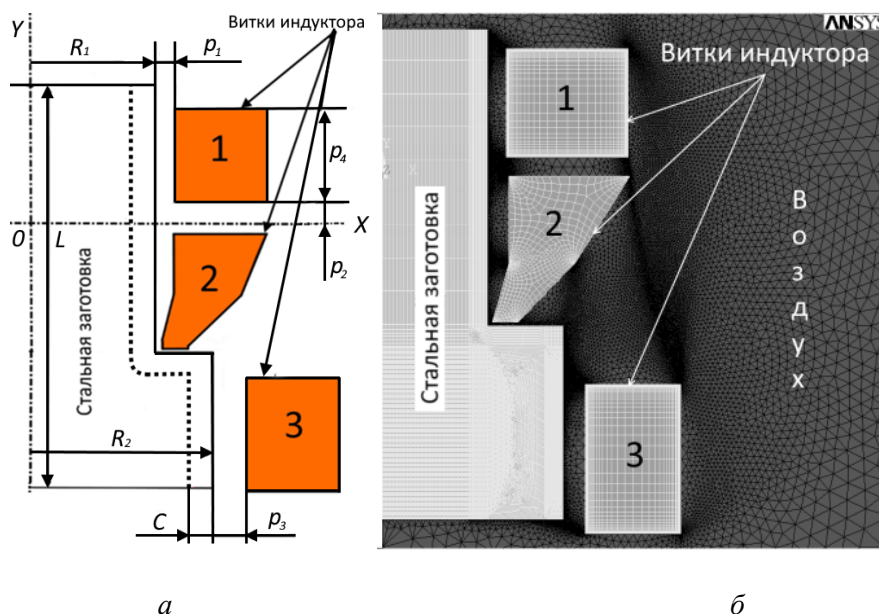 Y
Витки индуктора
R1
p1
1
p4
0
L
X
2
p2
Стальная заготовка
R2
3
C
p3
а
ANSYS
Витки индуктора
1
Y
Z
X
2
Стальная заготовка
3
В
о
з
д
у
х
б